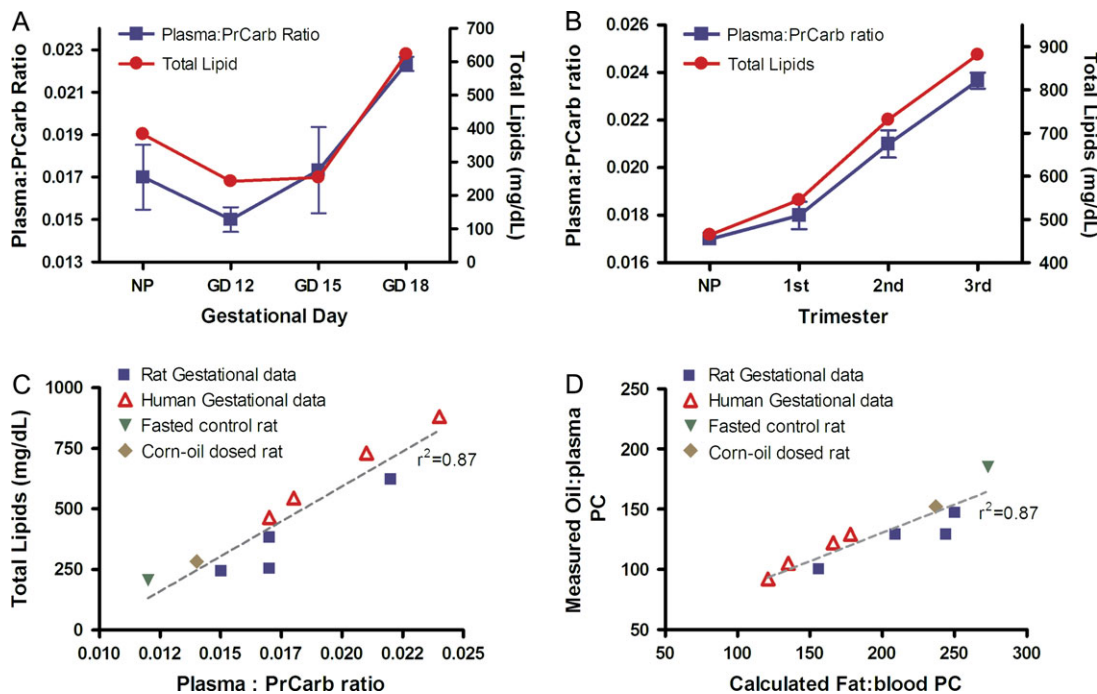 A
Plasma:PrCarb Ratio
Total Lipid
Plasma:PrCarb Ratio
0.023
0.021
0.019
0.017
0.015
0.013
700
600
500
400
300
200
100
0
Total Lipids (mg/dL)
NP GD 12 GD 15 GD 18
Gestational Day
B
Plasma:PrCarb ratio
Total Lipids
Plasma:PrCarb ratio
0.026
0.024
0.022
0.020
0.018
0.016
900
800
700
600
500
400
Total Lipids (mg/dL)
NP 1st 2nd 3rd
Trimester
C
Rat Gestational data
Human Gestational data
Fasted control rat
Corn-oil dosed rat
Total Lipids (mg/dL)
1000
750
500
250
0
r²=0.87
0.010 0.012 0.015 0.017 0.020 0.022 0.025
Plasma : PrCarb ratio
D
Rat Gestational data
Human Gestational data
Fasted control rat
Corn-oil dosed rat
Measured Oil:plasma
PC
250
200
150
100
50
r²=0.87
50 100 150 200 250 300
Calculated Fat:blood PC